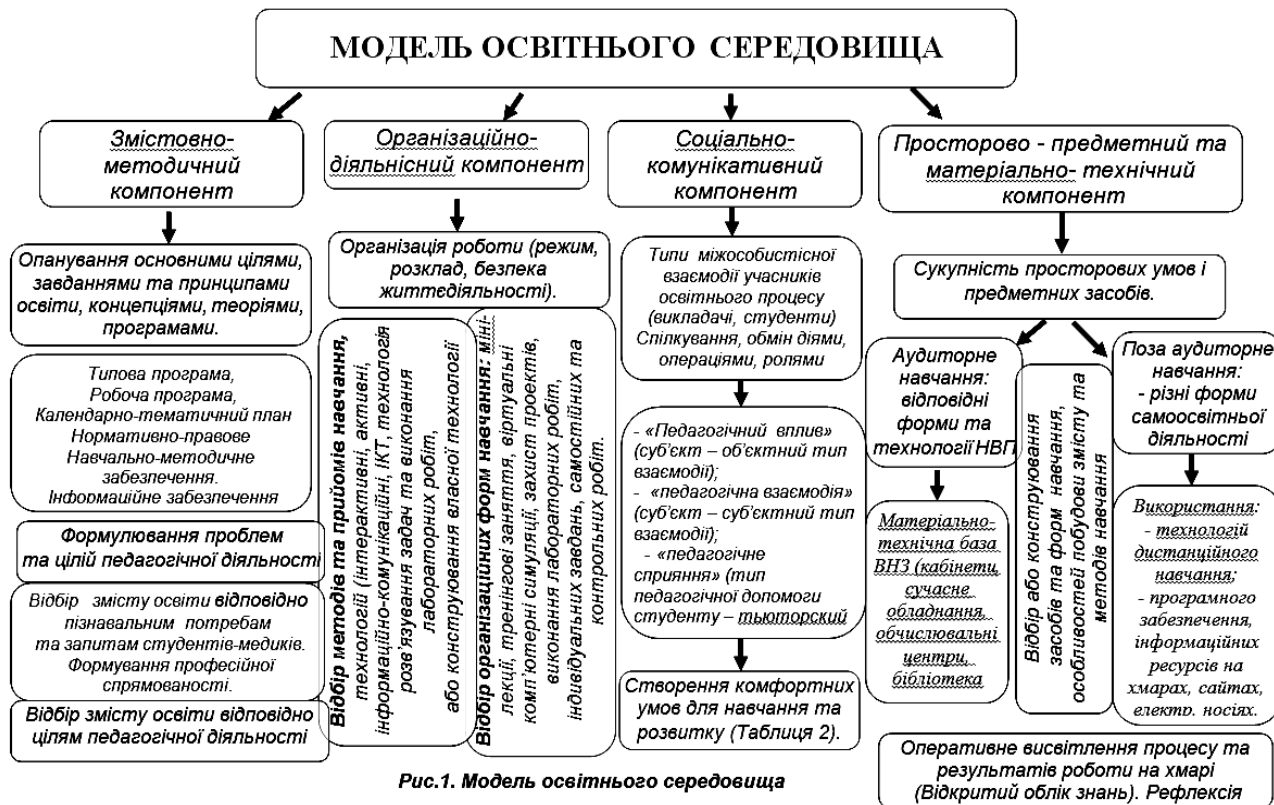 МОДЕЛЬ ОСВІТНЬОГО СЕРЕДОВИЩА
Змістовно-
методичний
компонент
Організаційно-
діяльнісний компонент
Соціально-
комунікативний
компонент
Просторово - предметний та
матеріально- технічний
компонент
Опанування основними цілями,
завданнями та принципами
освіти, концепціями, теоріями,
програмами.
Типова програма,
Робоча програма,
Календарно-тематичний план
Нормативно-правове
Навчально-методичне
забезпечення.
Інформаційне забезпечення
Формулювання проблем
та цілій педагогічної діяльності
Відбір змісту освіти відповідно
пізнавальним потребам
та запитам студентів-медиків.
Формування професійної
спрямованості.
Відбір змісту освіти відповідно
цілям педагогічної діяльності
Організація роботи (режим,
розклад, безпека
життєдіяльності).
Відбір методів та прийомів навчання,
технологій (інтерактивні, активні,
інформаційно-комунікаційні, ІКТ, технологія
розв'язування задач та виконання
лабораторних робіт,
або конструювання власної технології
Відбір організаційних форм навчання: міні-
лекції, тренінгові заняття, віртуальні
комп'ютерні симуляції, захист проектів,
виконання лабораторних робіт,
індивідуальних завдань, самостійних та
контрольних робіт.
Типи міжособистісної
взаємодії учасників
освітнього процесу
(викладачі, студенти)
Спілкування, обмін діями,
операціями, ролями
- «Педагогічний вплив»
(суб'єкт – об'єктний тип
взаємодії);
- «педагогічна взаємодія»
(суб'єкт – суб'єктний тип
взаємодії);
- «педагогічне
сприяння» (тип
педагогічної допомоги
студенту – тьюторский
Створення комфортних
умов для навчання та
розвитку (Таблиця 2).
Сукупність просторових умов і
предметних засобів.
Аудиторне
навчання:
відповідні
форми та
технології НВП
Матеріально-
технічна база
ВНЗ (кабінети,
сучасне
обладнання,
обчислювальні
центри,
бібліотека
Відбір або конструювання
засобів та форм навчання,
особливостей побудови змісту та
методів навчання
Поза аудиторне
навчання:
- різні форми
самоосвітньої
діяльності
Використання:
- технологій
дистанційного
навчання;
- програмного
забезпечення,
інформаційних
ресурсів на
хмарах, сайтах,
електр. носіях.
Оперативне висвітлення процесу та
результатів роботи на хмарі
(Відкритий облік знань). Рефлексія
Рис.1. Модель освітнього середовища